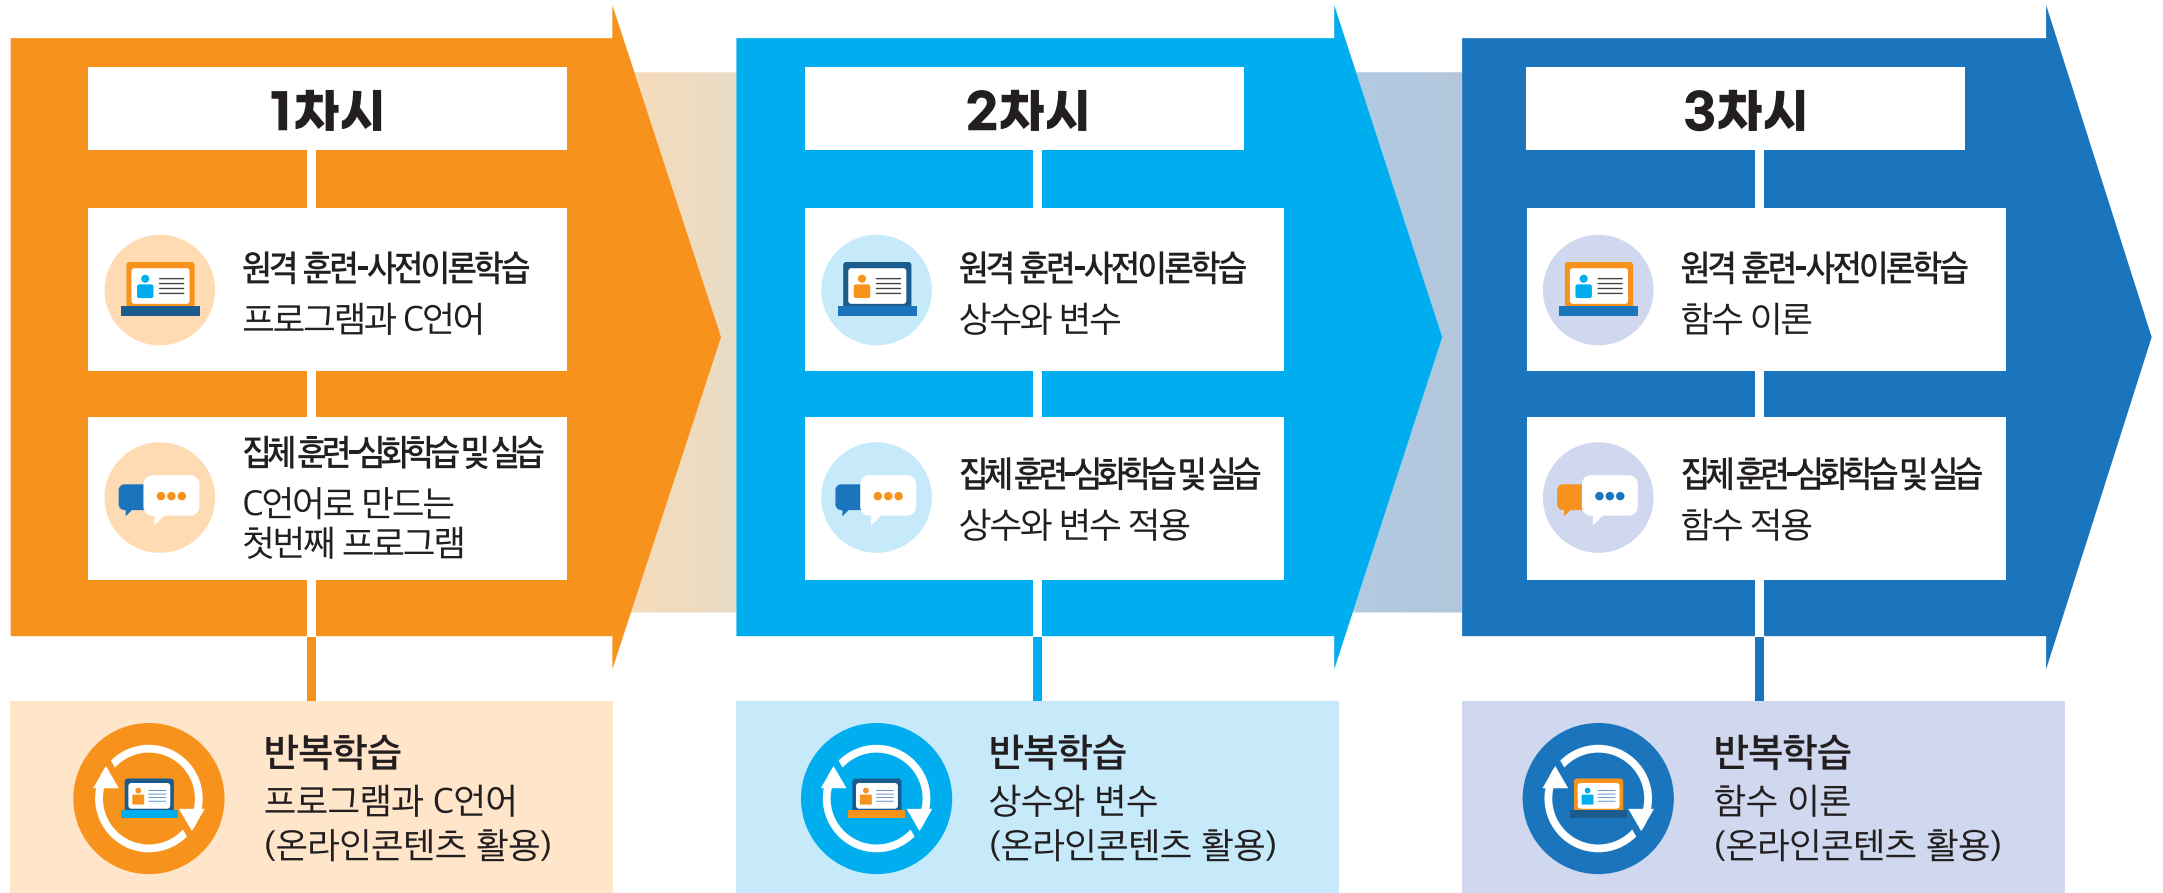 1차시
원격 훈련-사전이론학습
프로그램과 C언어
집체 훈련-심화학습 및 실습
C언어로 만드는
첫번째 프로그램
반복학습
프로그램과 C언어
(온라인콘텐츠 활용)
2차시
원격 훈련-사전이론학습
상수와 변수
집체 훈련-심화학습 및 실습
상수와 변수 적용
반복학습
상수와 변수
(온라인콘텐츠 활용)
3차시
원격 훈련-사전이론학습
함수 이론
집체 훈련-심화학습 및 실습
함수 적용
반복학습
함수 이론
(온라인콘텐츠 활용)